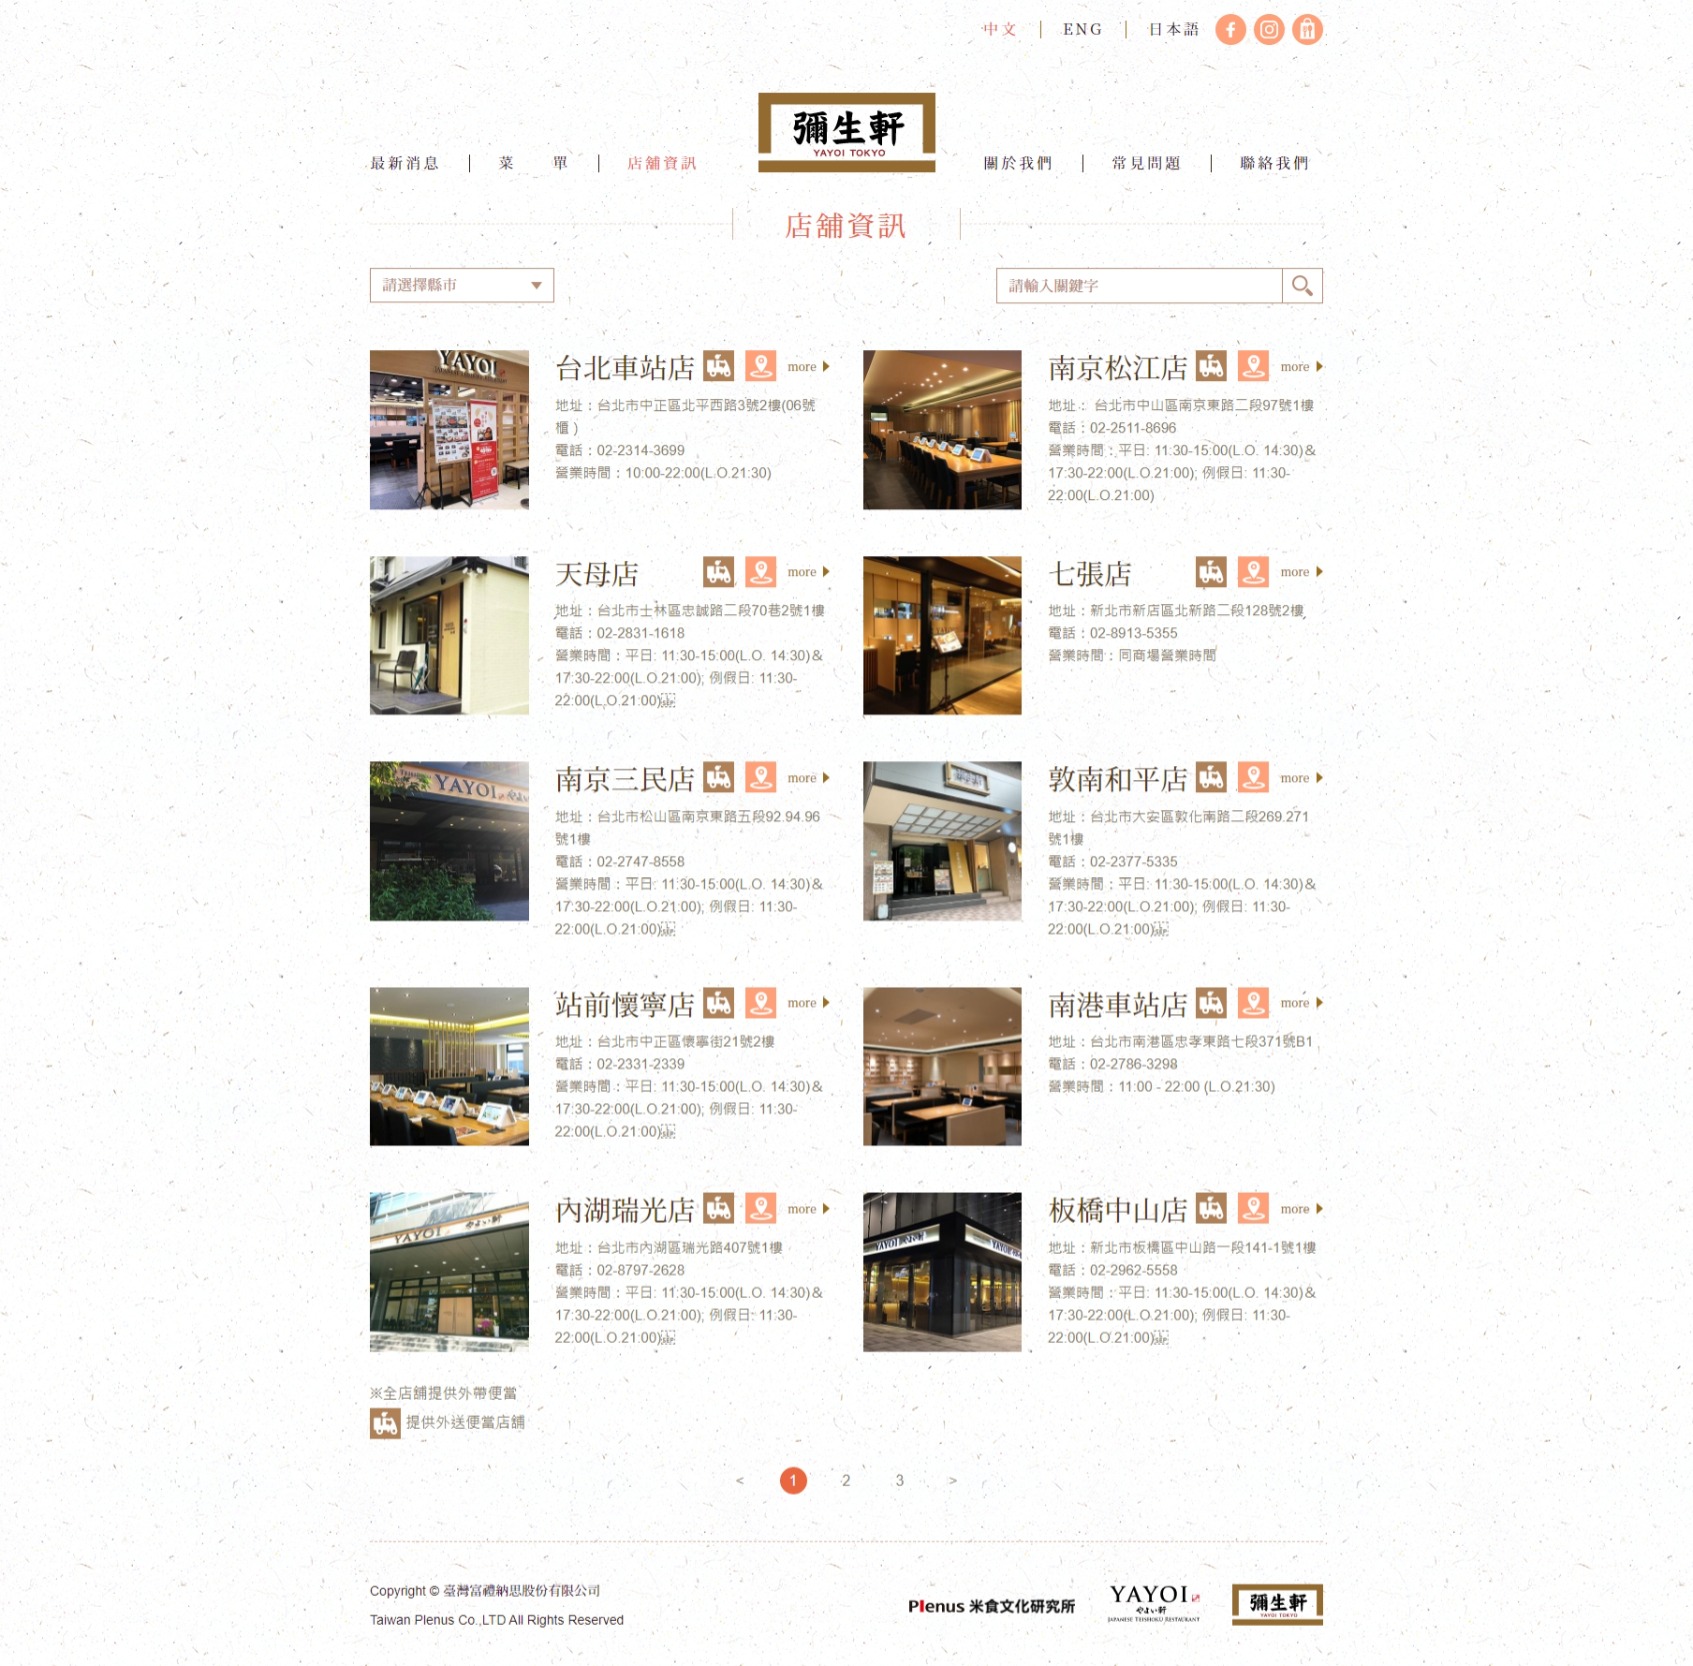 中文
ENG
日本語
最新消息
菜 單
店舖資訊
彌生軒
YAYOI TOKYO
關於我們
常見問題
聯絡我們
店舖資訊
請選擇縣市
請輸入關鍵字
YAYOI
台北車站店
more
地址：台北市中正區北平西路3號2樓(06號
櫃 )
電話：02-2314-3699
營業時間：10:00-22:00(L.O.21:30)
南京松江店
more
地址： 台北市中山區南京東路二段97號1樓
電話：02-2511-8696
營業時間：平日: 11:30-15:00(L.O. 14:30)&
17:30-22:00(L.O.21:00); 例假日: 11:30-
22:00(L.O.21:00)
天母店
more
地址：台北市士林區忠誠路二段70巷2號1樓
電話：02-2831-1618
營業時間：平日: 11:30-15:00(L.O. 14:30)&
17:30-22:00(L.O.21:00); 例假日: 11:30-
22:00(L.O.21:00)
七張店
more
地址：新北市新店區北新路二段128號2樓
電話：02-8913-5355
營業時間：同商場營業時間
YAYOI やよい
南京三民店
more
地址：台北市松山區南京東路五段92.94.96
號1樓
電話：02-2747-8558
營業時間：平日: 11:30-15:00(L.O. 14:30)&
17:30-22:00(L.O.21:00); 例假日: 11:30-
22:00(L.O.21:00)
敦南和平店
more
地址：台北市大安區敦化南路二段269.271
號1樓
電話：02-2377-5335
營業時間：平日: 11:30-15:00(L.O. 14:30)&
17:30-22:00(L.O.21:00); 例假日: 11:30-
22:00(L.O.21:00)
站前懷寧店
more
地址：台北市中正區懷寧街21號2樓
電話：02-2331-2339
營業時間：平日: 11:30-15:00(L.O. 14:30)&
17:30-22:00(L.O.21:00); 例假日: 11:30-
22:00(L.O.21:00)
南港車站店
more
地址：台北市南港區忠孝東路七段371號B1
電話：02-2786-3298
營業時間：11:00 - 22:00 (L.O.21:30)
YAYOI やよい軒
內湖瑞光店
more
地址：台北市內湖區瑞光路407號1樓
電話：02-8797-2628
營業時間：平日: 11:30-15:00(L.O. 14:30)&
17:30-22:00(L.O.21:00); 例假日: 11:30-
22:00(L.O.21:00)
YAYOI やよい軒
板橋中山店
more
地址：新北市板橋區中山路一段141-1號1樓
電話：02-2962-5558
營業時間：平日: 11:30-15:00(L.O. 14:30)&
17:30-22:00(L.O.21:00); 例假日: 11:30-
22:00(L.O.21:00)
※全店舖提供外帶便當
提供外送便當店舖
< 1 2 3 >
Copyright © 臺灣富禮納思股份有限公司
Taiwan Plenus Co.,LTD All Rights Reserved
Plenus 米食文化研究所
YAYOI
やよい軒
JAPANESE TEISHOKU RESTAURANT
彌生軒
YAYOI TOKYO